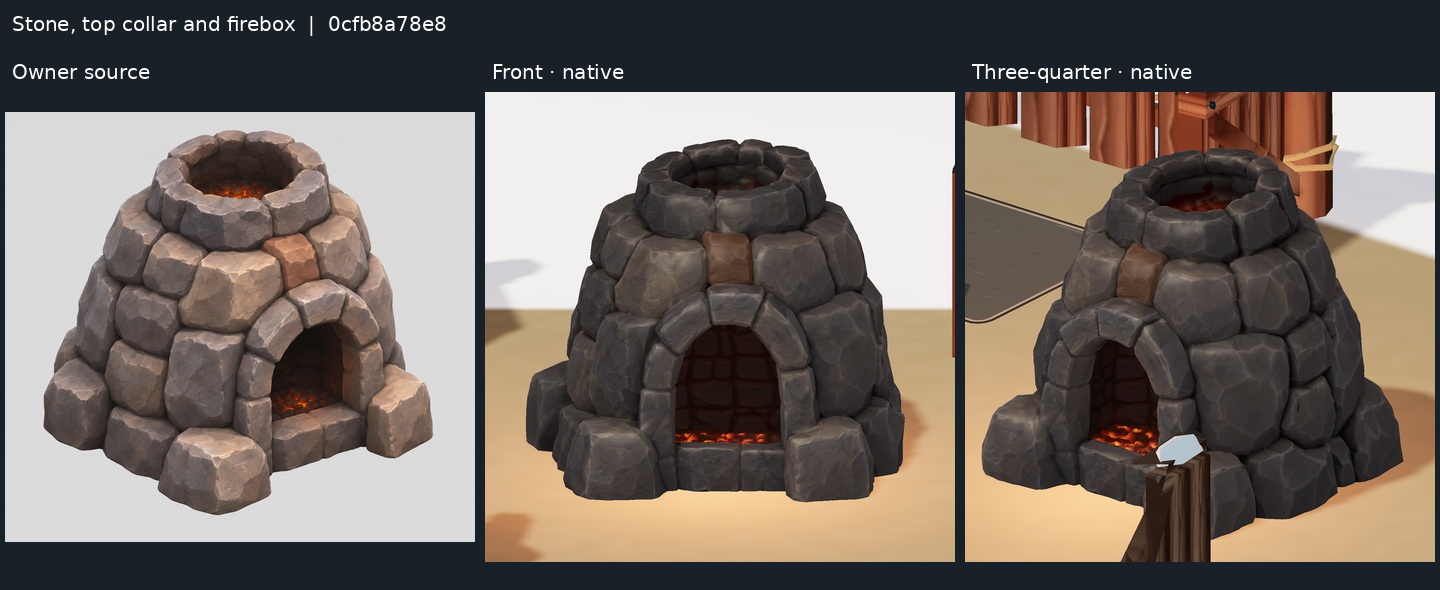 Stone, top collar and firebox | 0cfb8a78e8
Owner source
Front · native
Three-quarter · native